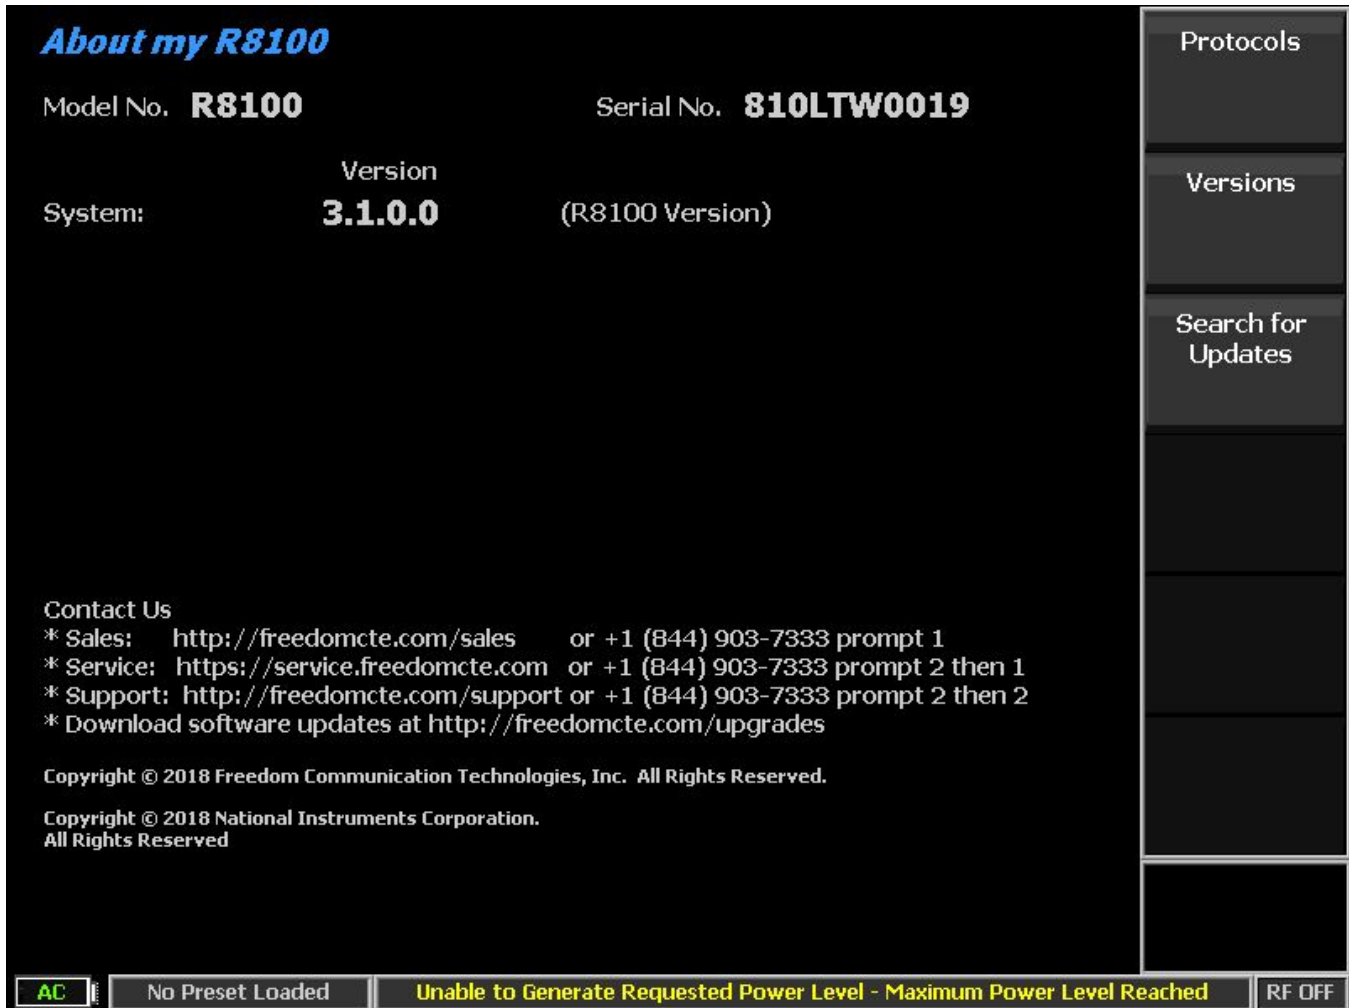 About my R8100
Model No. R8100 Serial No. 810LTW0019
Version
System: 3.1.0.0 (R8100 Version)
Contact Us
* Sales: http://freedomcte.com/sales or +1 (844) 903-7333 prompt 1
* Service: https://service.freedomcte.com or +1 (844) 903-7333 prompt 2 then 1
* Support: http://freedomcte.com/support or +1 (844) 903-7333 prompt 2 then 2
* Download software updates at http://freedomcte.com/upgrades
Copyright © 2018 Freedom Communication Technologies, Inc. All Rights Reserved.
Copyright © 2018 National Instruments Corporation.
All Rights Reserved
Protocols
Versions
Search for
Updates
AC No Preset Loaded Unable to Generate Requested Power Level - Maximum Power Level Reached RF OFF